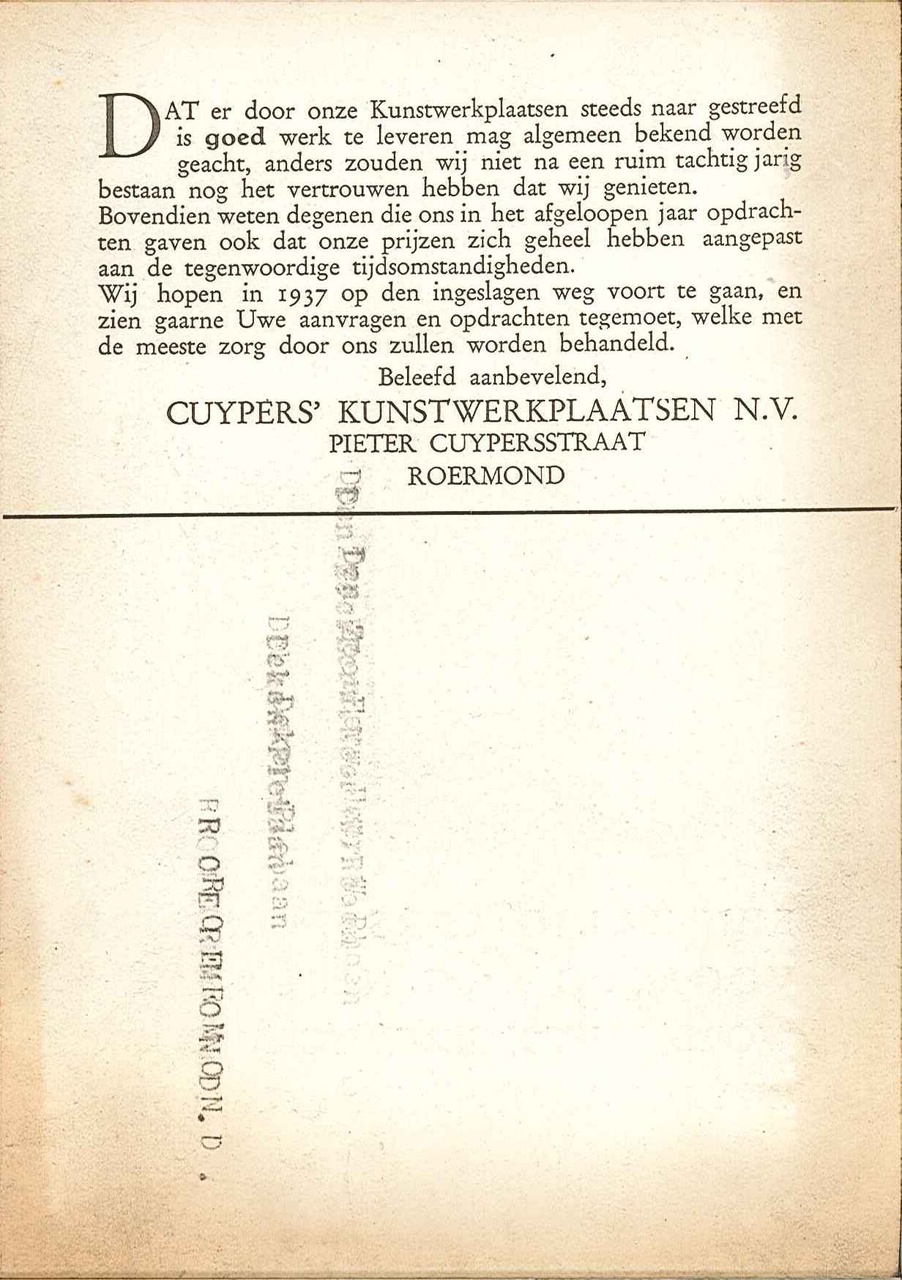 DAT er door onze Kunstwerkplaatsen steeds naar gestreefd
is goed werk te leveren mag algemeen bekend worden
geacht, anders zouden wij niet na een ruim tachtig jarig
bestaan nog het vertrouwen hebben dat wij genieten.
Bovendien weten degenen die ons in het afgeloopen jaar opdrach-
ten gaven ook dat onze prijzen zich geheel hebben aangepast
aan de tegenwoordige tijdsomstandigheden.
Wij hopen in 1937 op den ingeslagen weg voort te gaan, en
zien gaarne Uwe aanvragen en opdrachten tegemoet, welke met
de meeste zorg door ons zullen worden behandeld.
Beleefd aanbevelend,
CUYPERS' KUNSTWERKPLAATSEN N.V.
PIETER CUYPERSSTRAAT
ROERMOND